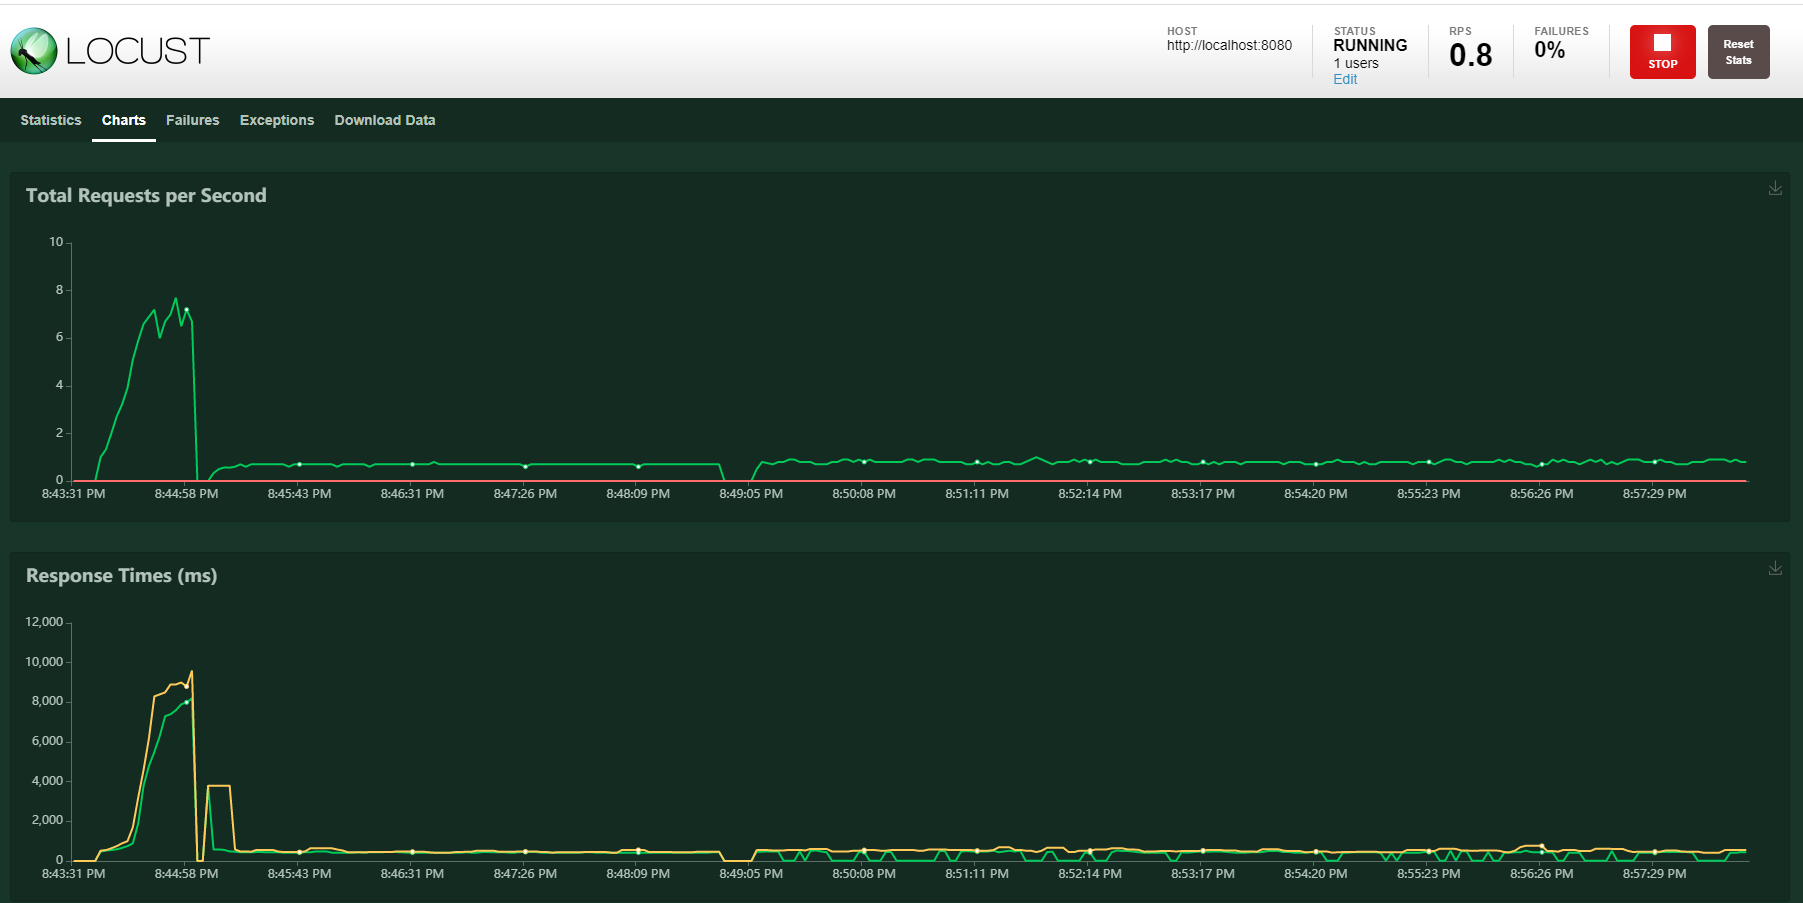 LOCUST
HOST
http://localhost:8080
STATUS
RUNNING
1 users
Edit
RPS
0.8
FAILURES
0%
STOP
Reset
Stats
Statistics Charts Failures Exceptions Download Data
Total Requests per Second
10
8
6
4
2
0
8:43:31 PM 8:44:58 PM 8:45:43 PM 8:46:31 PM 8:47:26 PM 8:48:09 PM 8:49:05 PM 8:50:08 PM 8:51:11 PM 8:52:14 PM 8:53:17 PM 8:54:20 PM 8:55:23 PM 8:56:26 PM 8:57:29 PM
Response Times (ms)
12,000
10,000
8,000
6,000
4,000
2,000
0
8:43:31 PM 8:44:58 PM 8:45:43 PM 8:46:31 PM 8:47:26 PM 8:48:09 PM 8:49:05 PM 8:50:08 PM 8:51:11 PM 8:52:14 PM 8:53:17 PM 8:54:20 PM 8:55:23 PM 8:56:26 PM 8:57:29 PM